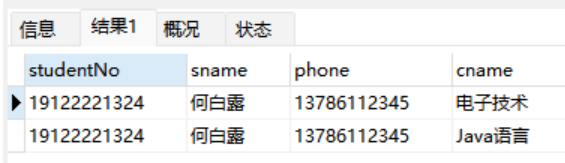 信息 结果1 概况 状态
studentNo sname phone cname
19122221324 何白露 13786112345 电子技术
19122221324 何白露 13786112345 Java语言